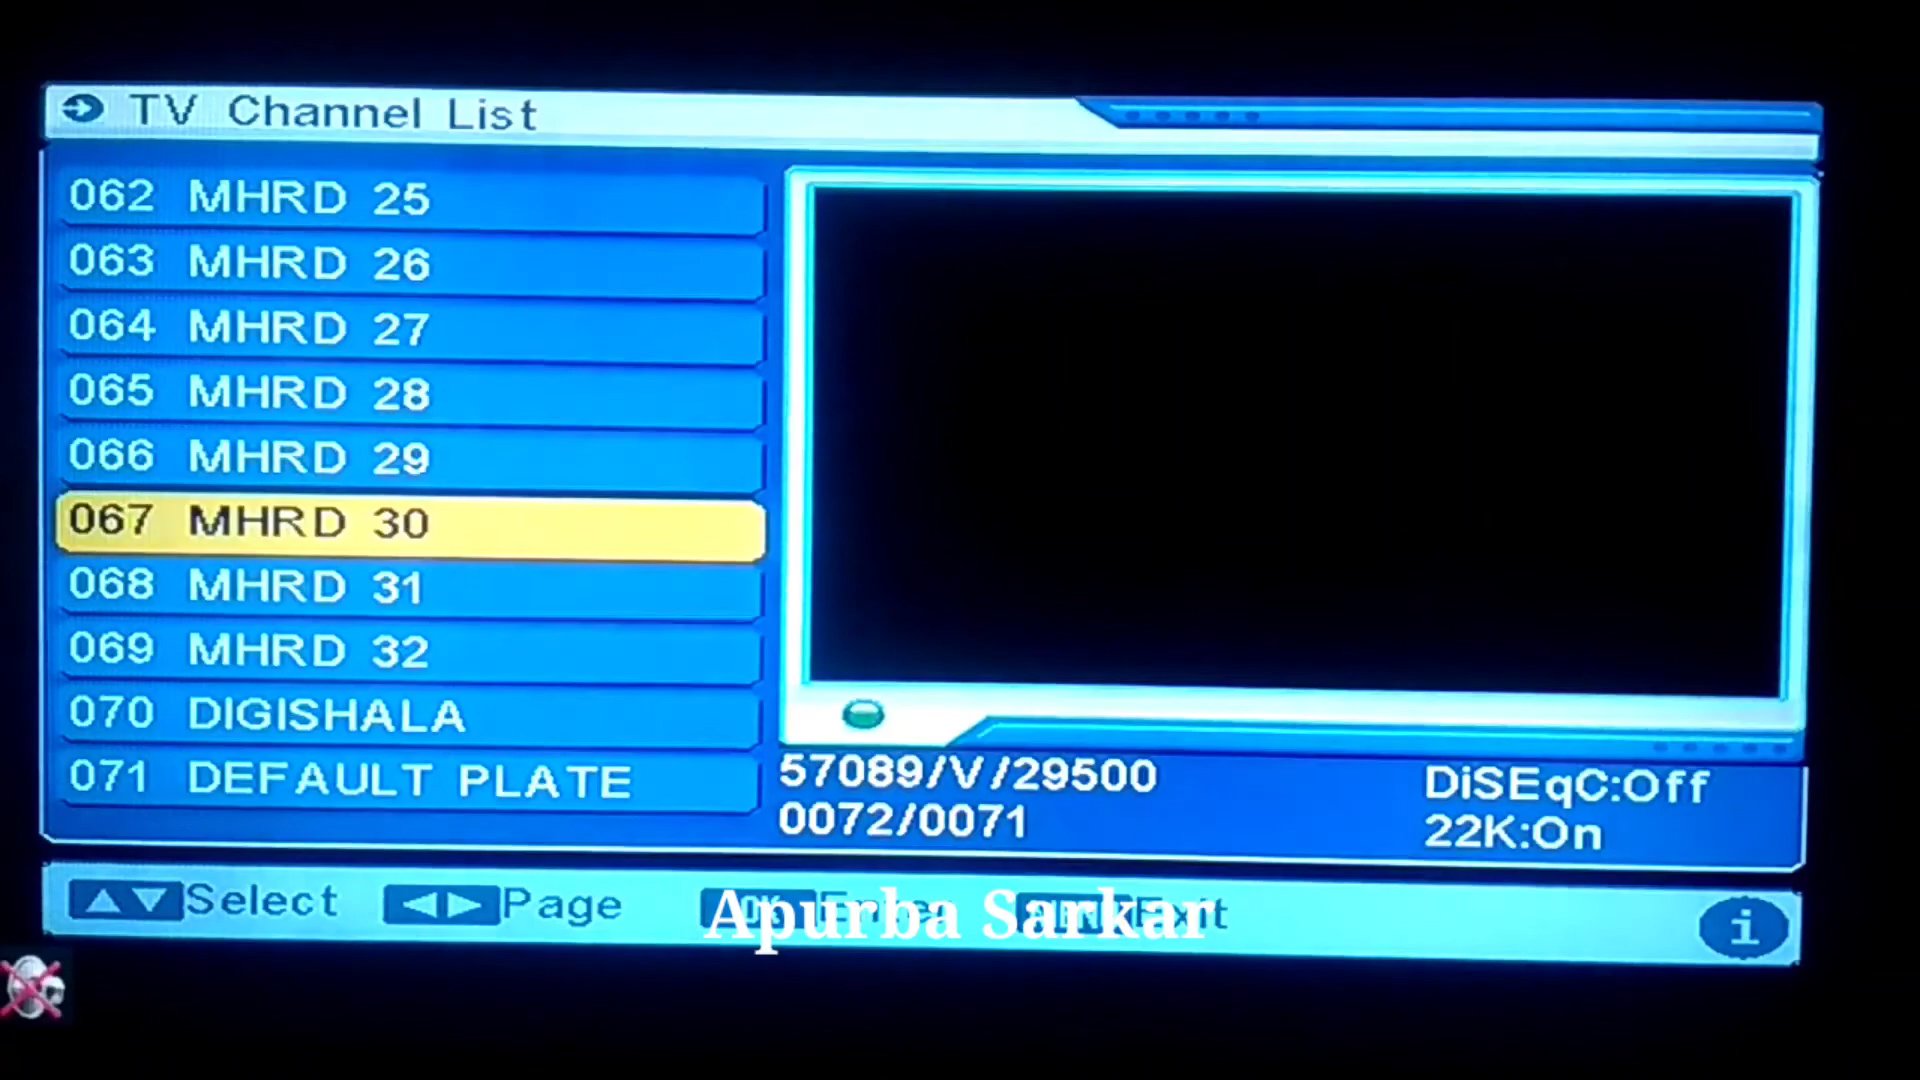 TV Channel List
062 MHRD 25
063 MHRD 26
064 MHRD 27
065 MHRD 28
066 MHRD 29
067 MHRD 30
068 MHRD 31
069 MHRD 32
070 DIGISHALA
071 DEFAULT PLATE
57089/V/29500
0072/0071
DiSEqC:Off
22K:On
Select Page Exit
Apurba Sarkar
i